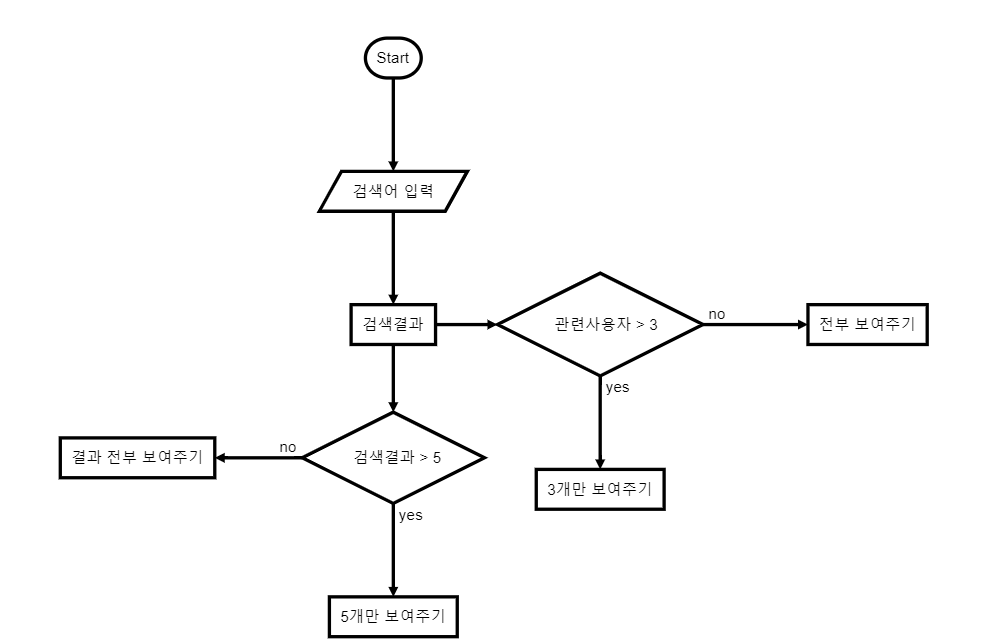 Start
검색어 입력
검색결과
관련사용자 > 3
no
전부 보여주기
yes
3개만 보여주기
검색결과 > 5
no
결과 전부 보여주기
yes
5개만 보여주기